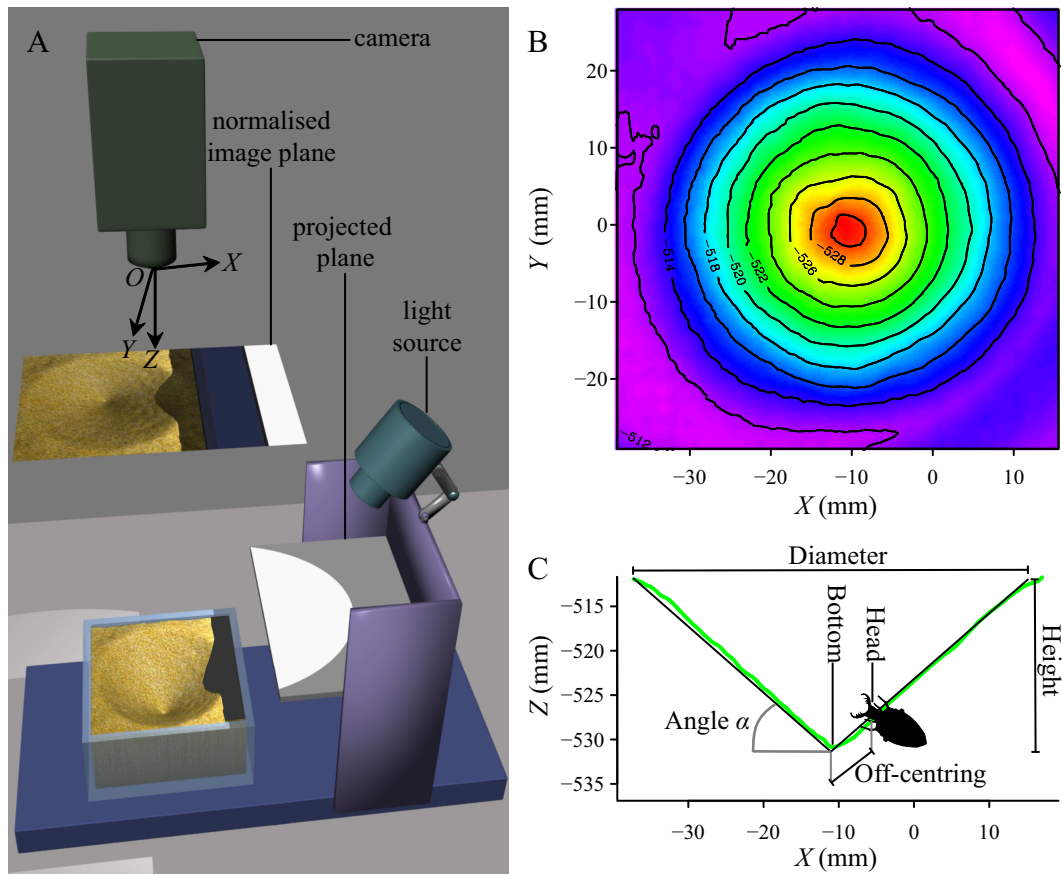 A
camera
normalised
image plane
projected
plane
O
X
Y
Z
light
source
B
Y (mm)
20
10
0
−10
−20
−514
−518
−520
−522
−526
−528
−512
−30
−20
−10
0
10
X (mm)
C
Diameter
Z (mm)
−515
−520
−525
−530
−535
Bottom
Head
Height
Angle α
Off-centring
−30
−20
−10
0
10
X (mm)